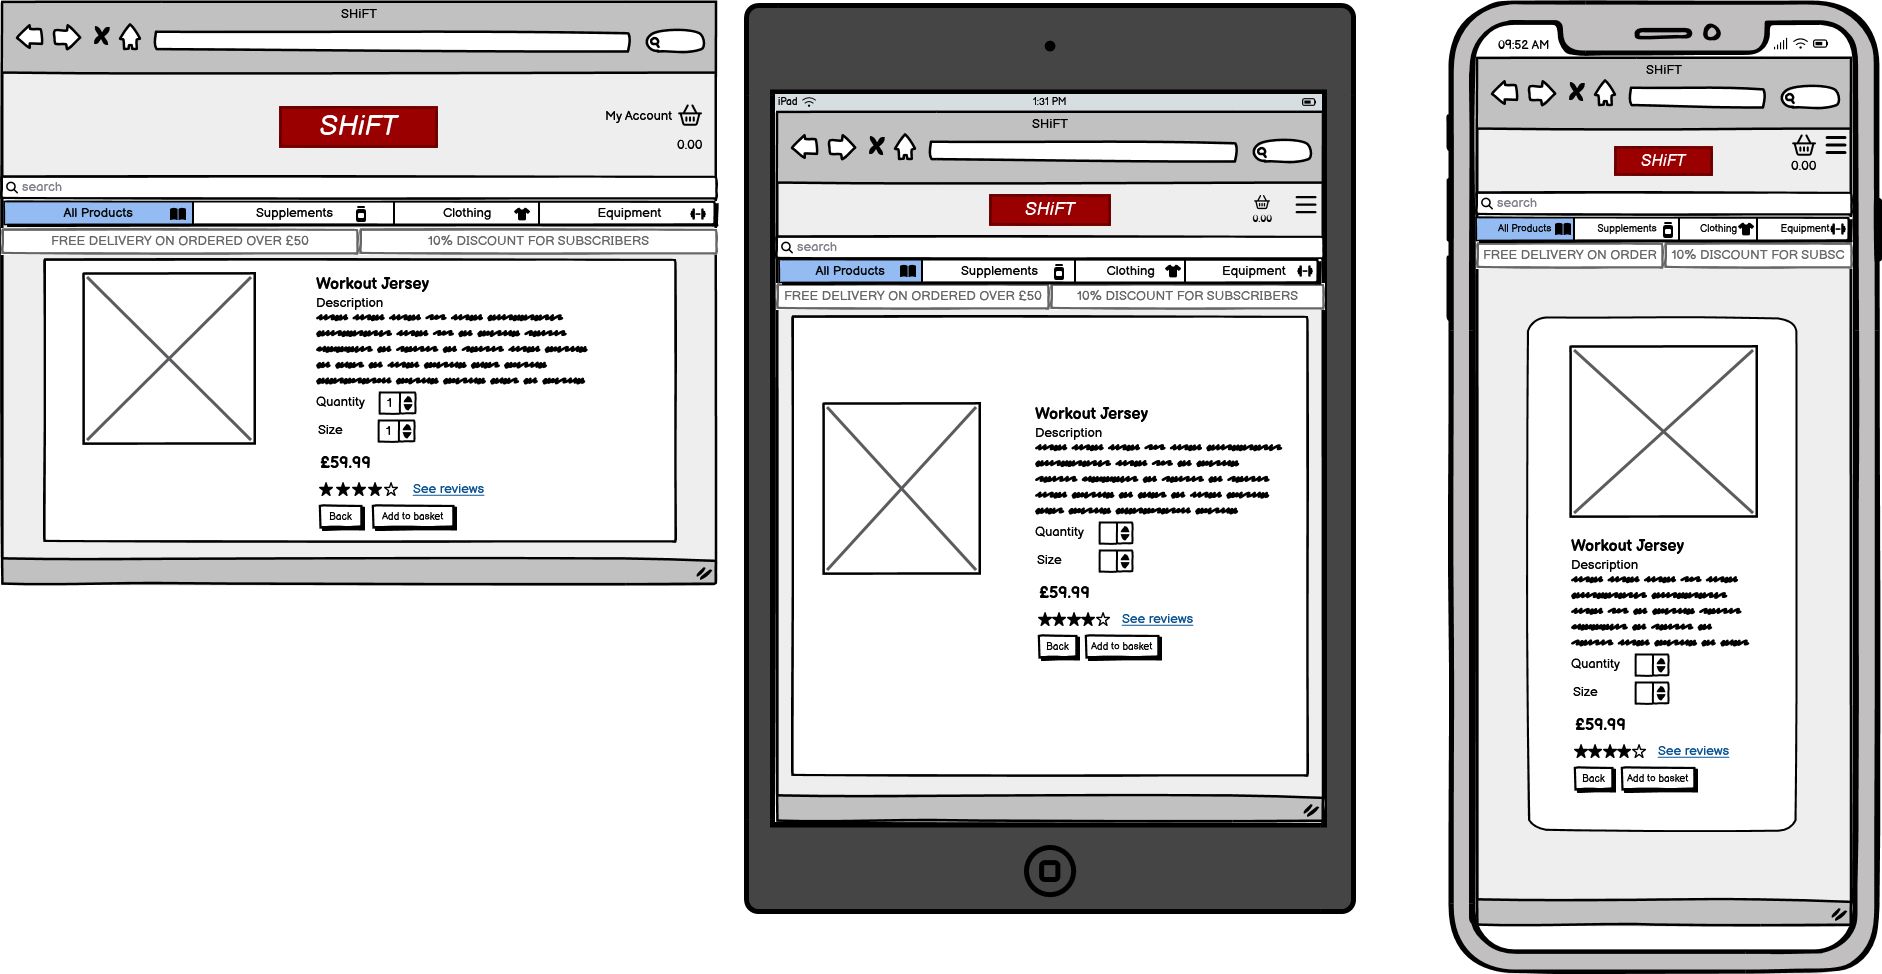 SHiFT
SHiFT
My Account
0.00
search
All Products Supplements Clothing Equipment
FREE DELIVERY ON ORDERED OVER £50 10% DISCOUNT FOR SUBSCRIBERS
Workout Jersey
Description
Quantity 1
Size 1
£59.99
See reviews
Back Add to basket
iPad 1:31 PM
SHiFT
SHiFT
0.00
search
All Products Supplements Clothing Equipment
FREE DELIVERY ON ORDERED OVER £50 10% DISCOUNT FOR SUBSCRIBERS
Workout Jersey
Description
Quantity
Size
£59.99
See reviews
Back Add to basket
09:52 AM
SHiFT
SHiFT
0.00
search
All Products Supplements Clothing Equipment
FREE DELIVERY ON ORDER 10% DISCOUNT FOR SUBSC
Workout Jersey
Description
Quantity
Size
£59.99
See reviews
Back Add to basket